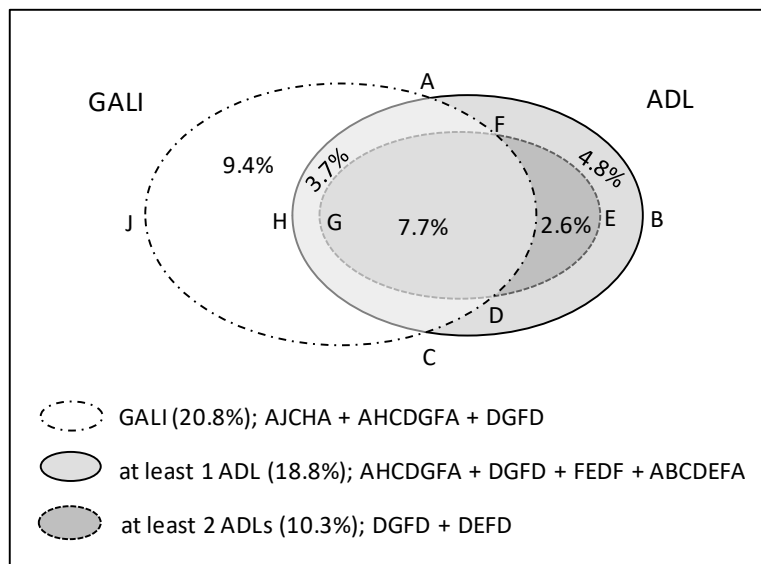 A
GALI
ADL
F
9.4%
3.7%
4.8%
J
H
G
7.7%
2.6%
E
B
D
C
GALI (20.8%); AJCHA + AHCDGFA + DGFD
at least 1 ADL (18.8%); AHCDGFA + DGFD + FEDF + ABCDEFA
at least 2 ADLs (10.3%); DGFD + DEFD